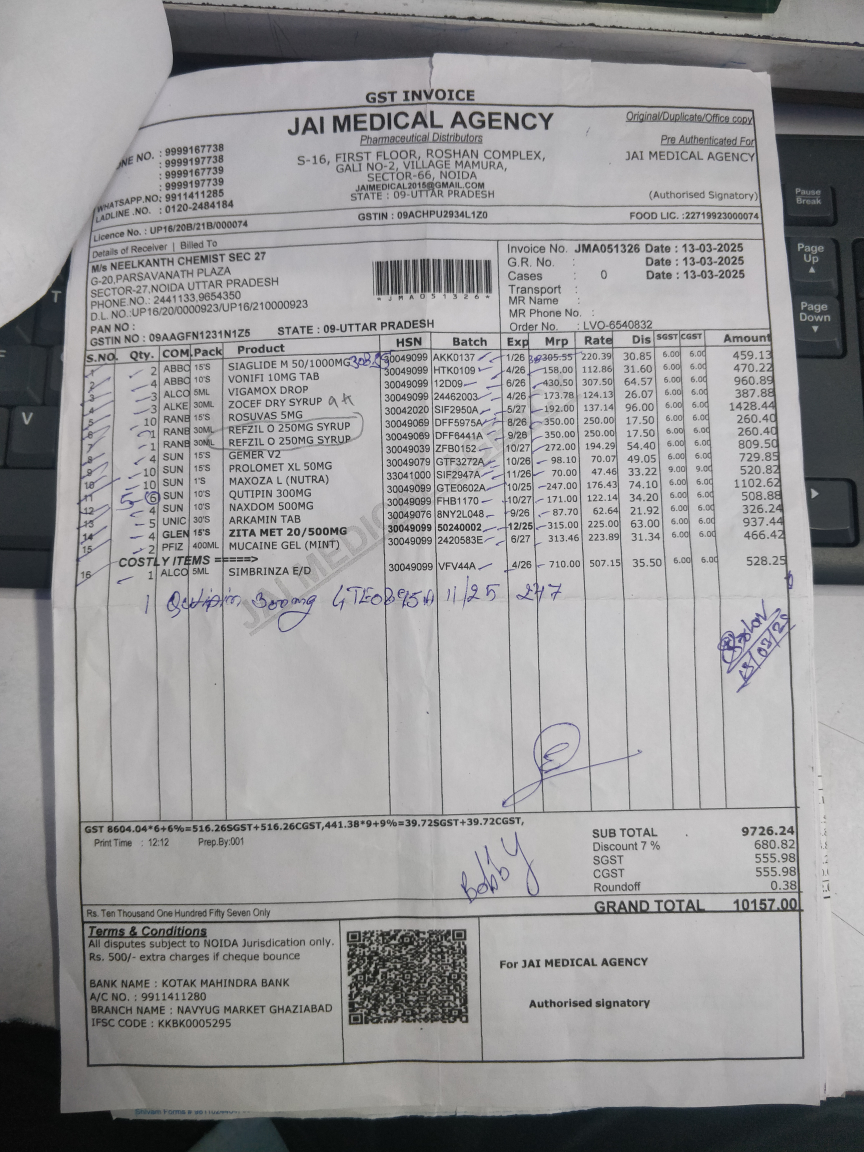 GST INVOICE
Original/Duplicate/Office copy
JAI MEDICAL AGENCY
Pharmaceutical Distributors
Pre Authenticated For
S-16, FIRST FLOOR, ROSHAN COMPLEX,
JAI MEDICAL AGENCY
GALI NO-2, VILLAGE MAMURA,
SECTOR-66, NOIDA
JAIMEDICAL2015@GMAIL.COM
STATE : 09-UTTAR PRADESH
(Authorised Signatory)
NE NO. : 9999167738
: 9999197738
: 9999167739
: 9999197739
WHATSAPP.NO: 9911411285
LADLINE .NO. : 0120-2484184
Licence No. : UP16/20B/21B/000074
GSTIN : 09ACHPU2934L1Z0
FOOD LIC. :22719923000074
Details of Receiver | Billed To
M/s NEELKANTH CHEMIST SEC 27
G-20,PARSAVANATH PLAZA
SECTOR-27,NOIDA UTTAR PRADESH
PHONE NO. : 2441133,9654350
D.L.NO.:UP16/20/0000923/UP16/210000923
PAN NO :
GSTIN NO : 09AAGFN1231N1Z5 STATE : 09-UTTAR PRADESH
*JMA051326*
Invoice No. JMA051326 Date : 13-03-2025
G.R. No. : Date : 13-03-2025
Cases : 0 Date : 13-03-2025
Transport :
MR Name :
MR Phone No. :
Order No. : LVO-6540832
S.NO. Qty. COM. Pack Product HSN Batch Exp Mrp Rate Dis SGST CGST Amount
1 2 ABBO 15'S SIAGLIDE M 50/1000MG 30049099 AKK0137 1/26 305.55 220.39 30.85 6.00 6.00 459.13
2 4 ABBO 10'S VONIFI 10MG TAB 30049099 HTK0109 4/26 158.00 112.86 31.60 6.00 6.00 470.22
3 3 ALCO 5ML VIGAMOX DROP 30049099 12D09 6/26 430.50 307.50 64.57 6.00 6.00 960.89
4 3 ALKE 30ML ZOCEF DRY SYRUP 30049099 24462003 4/26 173.78 124.13 26.07 6.00 6.00 387.88
5 10 RANB 15'S ROSUVAS 5MG 30042020 SIF2950A 5/27 192.00 137.14 96.00 6.00 6.00 1428.44
6 1 RANB 30ML REFZIL O 250MG SYRUP 30049069 DFF5975A 8/26 350.00 250.00 17.50 6.00 6.00 260.40
7 1 RANB 30ML REFZIL O 250MG SYRUP 30049069 DFF6441A 9/26 350.00 250.00 17.50 6.00 6.00 260.40
8 4 SUN 15'S GEMER V2 ZFB0152 10/27 272.00 194.29 54.40 6.00 6.00 809.50
9 10 SUN 15'S PROLOMET XL 50MG 30049079 GTF3272A 10/26 98.10 70.07 49.05 6.00 6.00 729.85
10 10 SUN 1'S MAXOZA L (NUTRA) 33041000 SIF2947A 11/26 70.00 47.46 33.22 9.00 9.00 520.82
11 5 6 SUN 10'S QUTIPIN 300MG 30049099 GTE0602A 247.00 176.43 74.10 6.00 6.00 1102.62
12 4 SUN 10'S NAXDOM 500MG 30049099 FHB1170 10/27 171.00 122.14 34.20 6.00 6.00 508.88
13 5 UNIC 30'S ARKAMIN TAB 30049076 8NY2L048 9/26 87.70 62.64 21.92 6.00 6.00 326.24
14 4 GLEN 15'S ZITA MET 20/500MG 30049099 50240002 12/25 315.00 225.00 63.00 6.00 6.00 937.44
15 2 PFIZ 400ML MUCAINE GEL (MINT) 30049099 2420583E 6/27 313.46 223.89 31.34 6.00 6.00 466.42
COSTLY ITEMS =====>
16 1 ALCO 5ML SIMBRINZA E/D 30049099 VFV44A 4/26 710.00 507.15 35.50 6.00 6.00 528.25
1 Qutipin 300mg GTE0895A 11/25 247
13/03/25
GST 8604.04*6+6%=516.26SGST+516.26CGST,441.38*9+9%=39.72SGST+39.72CGST,
Print Time : 12:12 Prep.By:001
Bobby
SUB TOTAL 9726.24
Discount 7 % 680.82
SGST 555.98
CGST 555.98
Roundoff 0.38
Rs. Ten Thousand One Hundred Fifty Seven Only
GRAND TOTAL 10157.00
Terms & Conditions
All disputes subject to NOIDA Jurisdication only.
Rs. 500/- extra charges if cheque bounce
BANK NAME : KOTAK MAHINDRA BANK
A/C NO. : 9911411280
BRANCH NAME : NAVYUG MARKET GHAZIABAD
IFSC CODE : KKBK0005295
For JAI MEDICAL AGENCY
Authorised signatory
Pause
Break
Page
Up
Page
Down
V